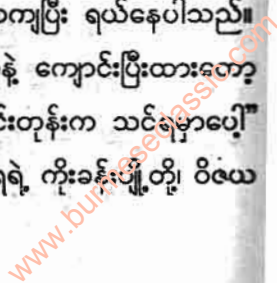 ကျပြီး ရယ်နေပါသည်။
နဲ့ ကျောင်းပြီးထားတော့
တုန်းက သင်ရမှာပေါ့"
ရဲ့ ကိုးခန်းပျို့တို့၊ ဝိဇယ
www.burmeseclassic.com